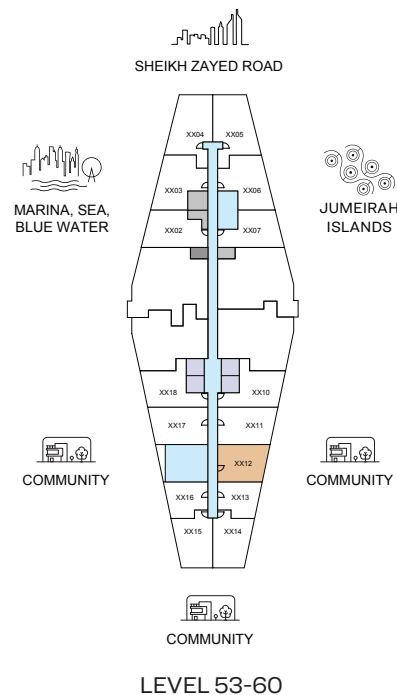 SHEIKH ZAYED ROAD
XX04
XX05
MARINA, SEA,
BLUE WATER
XX03
XX06
JUMEIRAH
ISLANDS
XX02
XX07
XX18
XX10
XX17
XX11
COMMUNITY
XX12
COMMUNITY
XX16
XX13
XX15
XX14
COMMUNITY
LEVEL 53-60